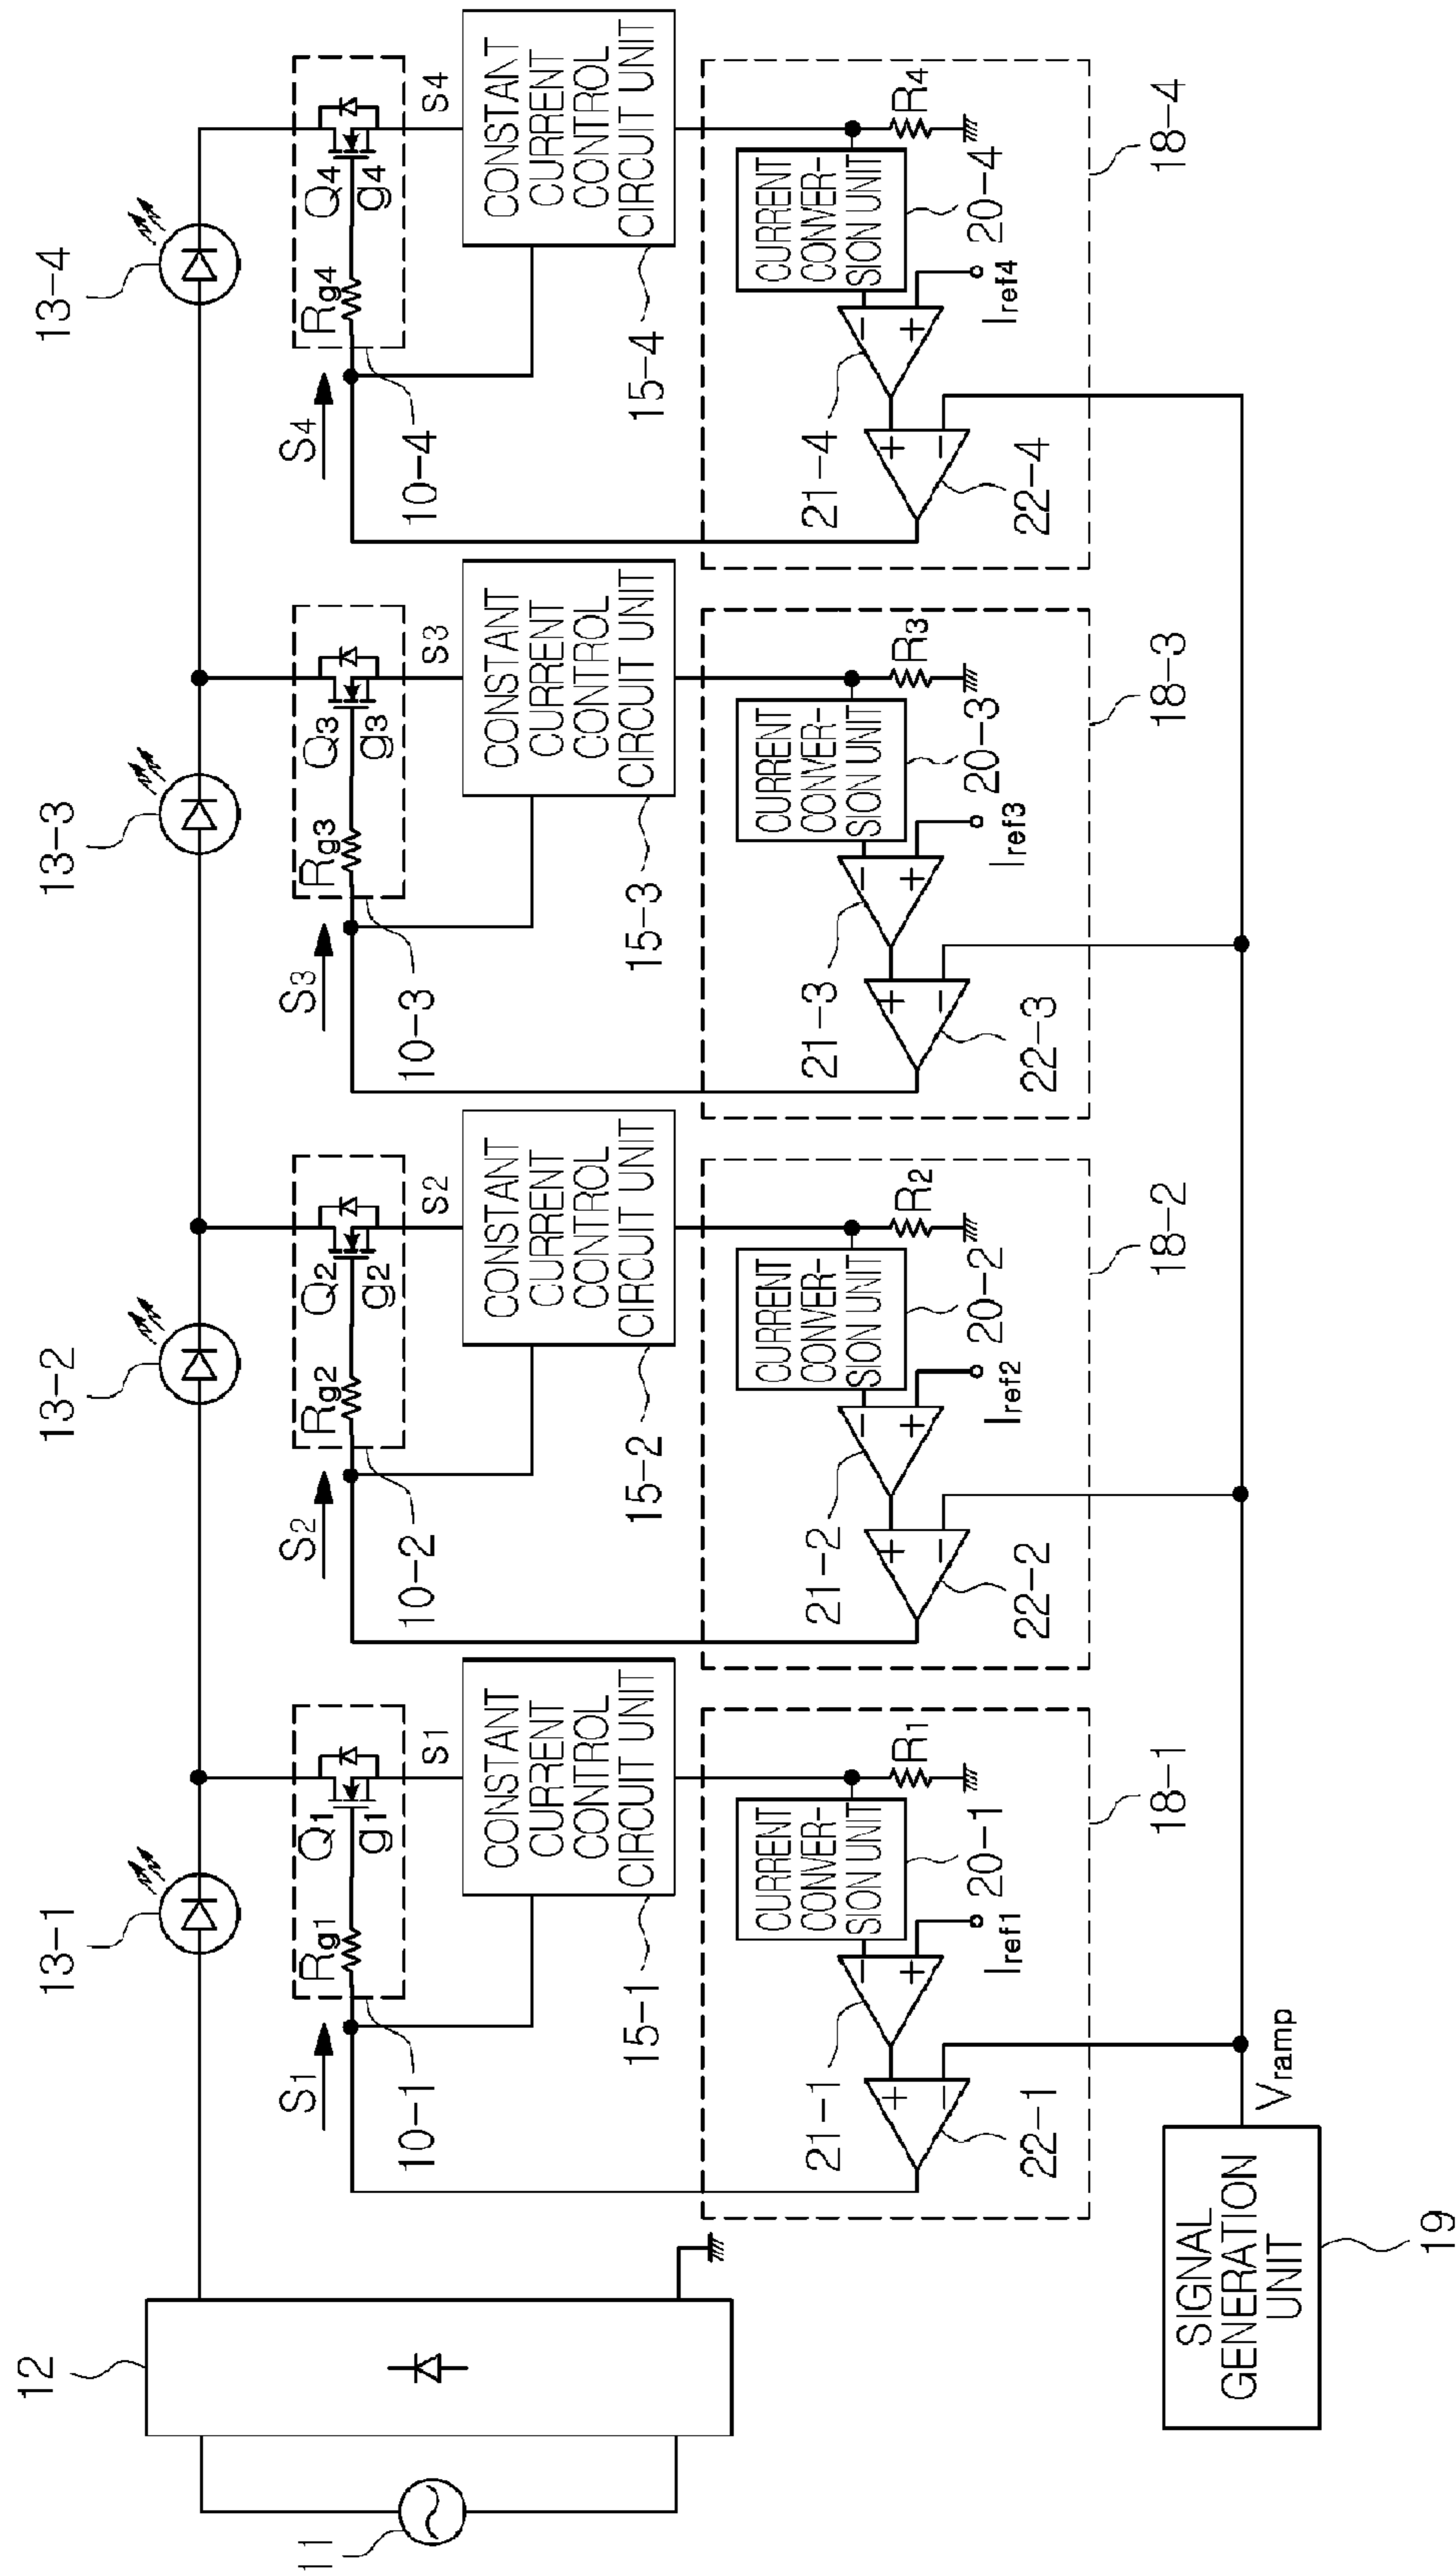 11
12
13-1
13-2
13-3
13-4
S1
Rg1
Q1
g1
10-1
s1
S2
Rg2
Q2
g2
10-2
s2
S3
Rg3
Q3
g3
10-3
s3
S4
Rg4
Q4
g4
10-4
s4
CONSTANT
CURRENT
CONTROL
CIRCUIT UNIT
15-1
CONSTANT
CURRENT
CONTROL
CIRCUIT UNIT
15-2
CONSTANT
CURRENT
CONTROL
CIRCUIT UNIT
15-3
CONSTANT
CURRENT
CONTROL
CIRCUIT UNIT
15-4
CURRENT
CONVER-
SION UNIT
R1
21-1
20-1
Iref1
+
−
−
+
22-1
18-1
CURRENT
CONVER-
SION UNIT
R2
21-2
20-2
Iref2
+
−
−
+
22-2
18-2
CURRENT
CONVER-
SION UNIT
R3
21-3
20-3
Iref3
+
−
−
+
22-3
18-3
CURRENT
CONVER-
SION UNIT
R4
21-4
20-4
Iref4
+
−
−
+
22-4
18-4
SIGNAL
GENERATION
UNIT
Vramp
19